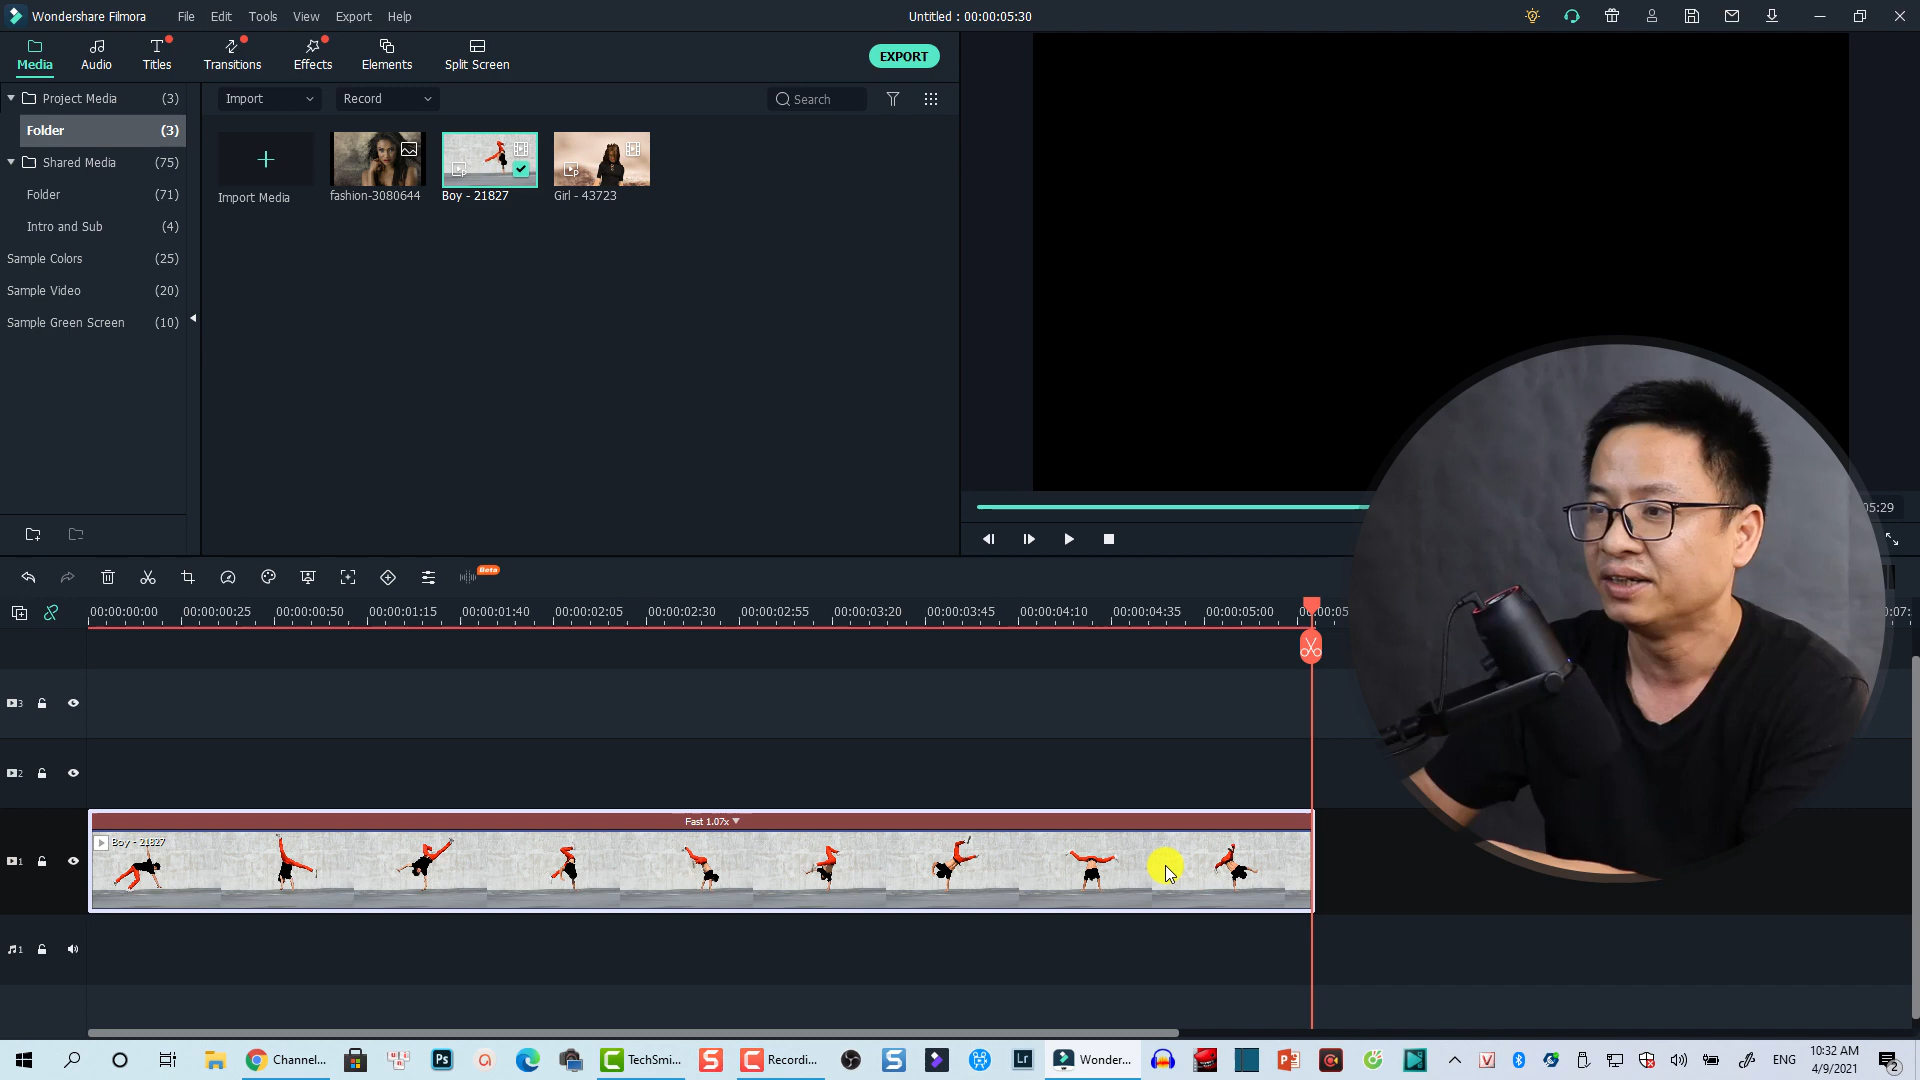 Wondershare Filmora File Edit Tools View Export Help Untitled : 00:00:05:30
Media Audio Titles Transitions Effects Elements Split Screen EXPORT
Project Media (3)
Folder (3)
Shared Media (75)
Folder (71)
Intro and Sub (4)
Sample Colors (25)
Sample Video (20)
Sample Green Screen (10)
Import Record Search
Import Media fashion-3080644 Boy - 21827 Girl - 43723
05:29
Beta
00:00:00:00 00:00:00:25 00:00:00:50 00:00:01:15 00:00:01:40 00:00:02:05 00:00:02:30 00:00:02:55 00:00:03:20 00:00:03:45 00:00:04:10 00:00:04:35 00:00:05:00
3
2
Fast 1.07x
Boy - 21827
1
1
Channel... Ps TechSmi... S C Recordi... S Lr Wonder... V ENG 10:32 AM
4/9/2021 2